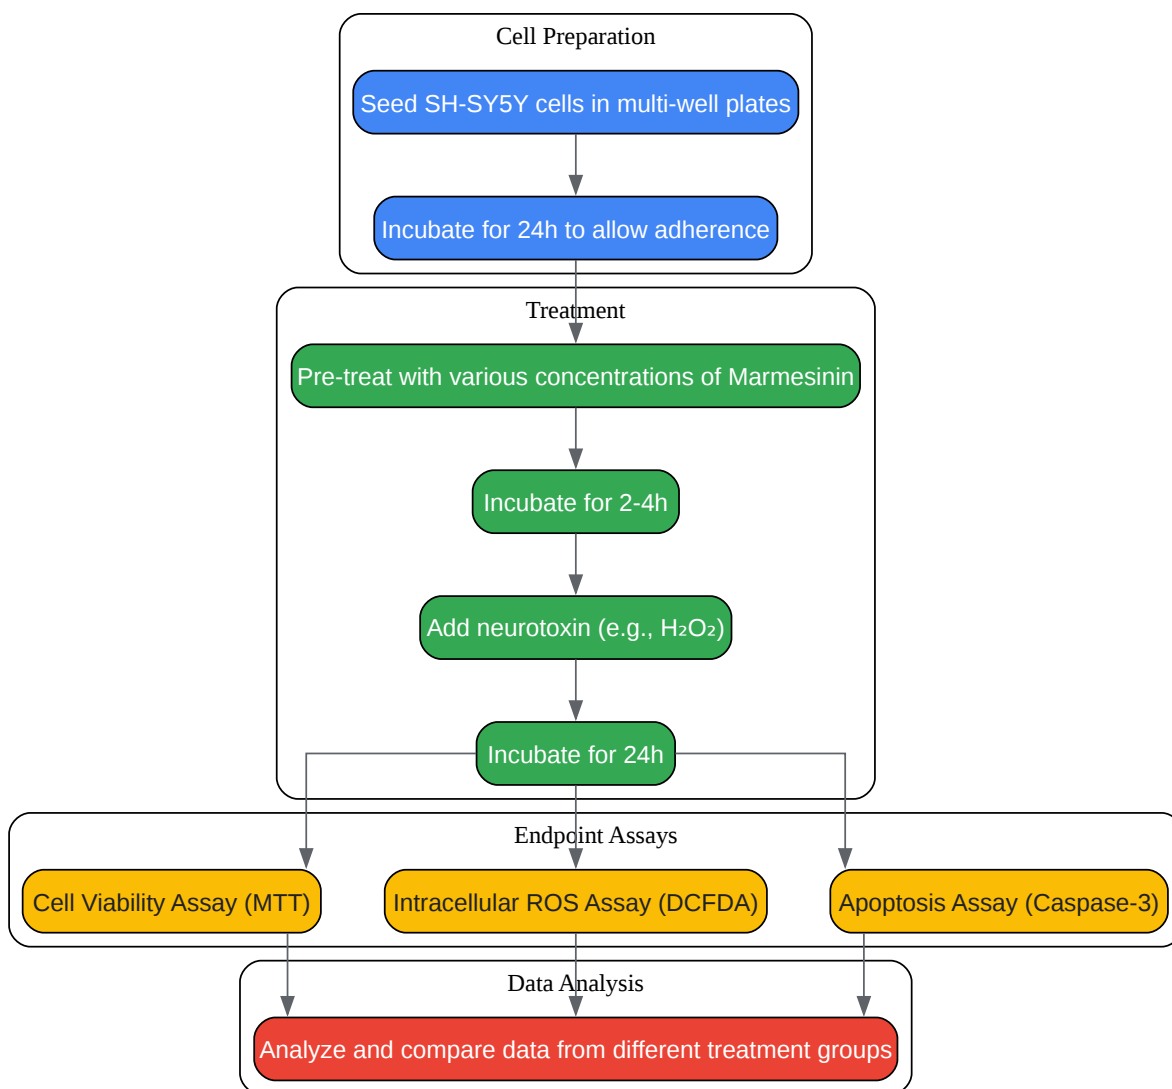 Cell Preparation
Seed SH-SY5Y cells in multi-well plates
Incubate for 24h to allow adherence
Treatment
Pre-treat with various concentrations of Marmesinin
Incubate for 2-4h
Add neurotoxin (e.g., H₂O₂)
Incubate for 24h
Endpoint Assays
Cell Viability Assay (MTT)
Intracellular ROS Assay (DCFDA)
Apoptosis Assay (Caspase-3)
Data Analysis
Analyze and compare data from different treatment groups